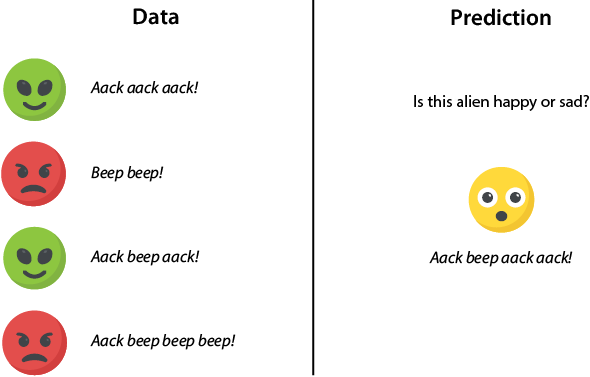 Data
Aack aack aack!
Beep beep!
Aack beep aack!
Aack beep beep beep!
Prediction
Is this alien happy or sad?
Aack beep aack aack!